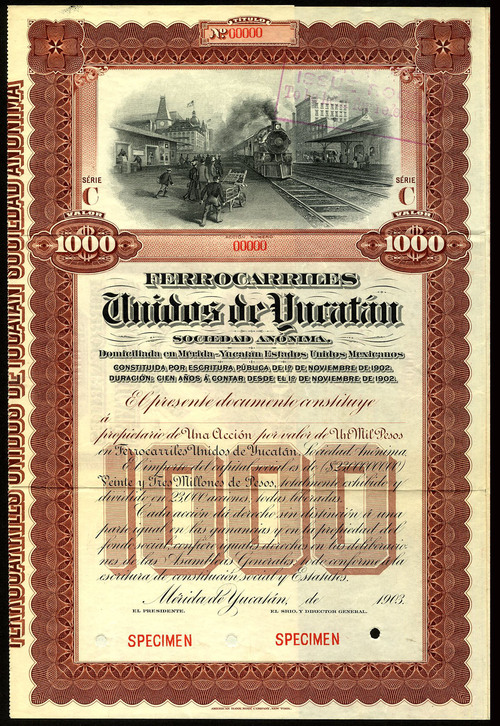 TITULO
No 00000
SÉRIE
C
SÉRIE
C
VALOR
VALOR
$1000
$1000
ACCIÓN, NÚMERO
00000
FERROCARRILES
Unidos de Yucatán
SOCIEDAD ANÓNIMA.
Domiciliada en Mérida-Yucatán Estados Unidos Mexicanos
CONSTITUIDA POR ESCRITURA PÚBLICA DE 1º DE NOVIEMBRE DE 1902.
DURACIÓN: CIEN AÑOS Á CONTAR DESDE EL 1º DE NOVIEMBRE DE 1902.
El presente documento constituye
á
propietario de Una Acción por valor de Un Mil Pesos
en Ferrocarriles Unidos de Yucatán, Sociedad Anónima
El importe del capital social es de ($23,000,000)
Veinte y Tres Millones de Pesos, totalmente exhibido y
dividido en 23000 acciones, todas liberadas.
Cada acción da derecho sin distinción á una
parte igual en las ganancias y en la propiedad del
fondo social, confiere iguales derechos en las deliberacio-
nes de las Asambleas Generales, todo conforme á la
escritura de constitución social y Estatutos.
1000
Mérida de Yucatán, de 1903.
EL PRESIDENTE.
EL SRIO. Y DIRECTOR GENERAL.
SPECIMEN
SPECIMEN
FERROCARRILES UNIDOS DE YUCATAN SOCIEDAD ANONIMA